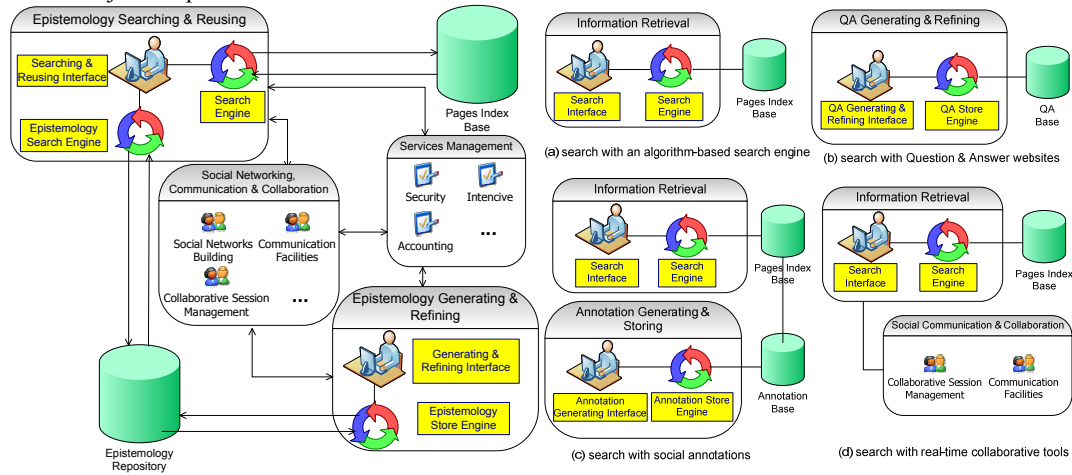 Epistemology Searching & Reusing
Searching &
Reusing Interface
Search
Engine
Epistemology
Search Engine
Pages Index
Base
Services Management
Security
Intencive
Accounting
...
Social Networking,
Communication & Collaboration
Social Networks
Building
Communication
Facilities
Collaborative Session
Management
...
Epistemology Generating &
Refining
Generating &
Refining Interface
Epistemology
Store Engine
Epistemology
Repository
Information Retrieval
Search
Interface
Search
Engine
Pages Index
Base
(a) search with an algorithm-based search engine
QA Generating &
Refining
QA Generating &
Refining Interface
QA Store
Engine
QA
Base
(b) search with Question & Answer websites
Information Retrieval
Search
Interface
Search
Engine
Pages Index
Base
Annotation Generating &
Storing
Annotation
Generating Interface
Annotation Store
Engine
Annotation
Base
(c) search with social annotations
Information Retrieval
Search
Interface
Search
Engine
Pages Index
Base
Social Communication & Collaboration
Collaborative Session
Management
Communication
Facilities
(d) search with real-time collaborative tools